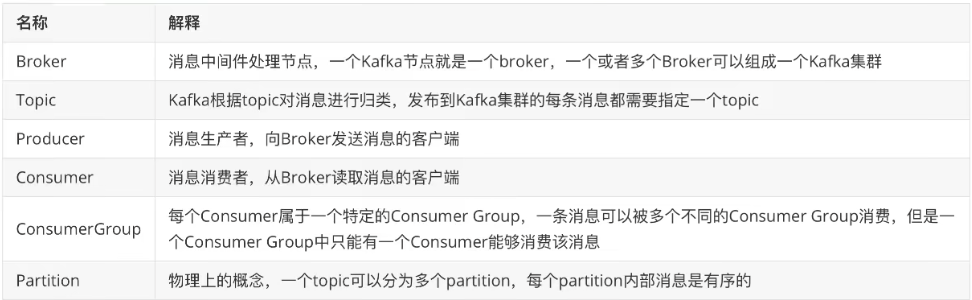 名称 解释
Broker 消息中间件处理节点，一个Kafka节点就是一个broker，一个或者多个Broker可以组成一个Kafka集群
Topic Kafka根据topic对消息进行归类，发布到Kafka集群的每条消息都需要指定一个topic
Producer 消息生产者，向Broker发送消息的客户端
Consumer 消息消费者，从Broker读取消息的客户端
ConsumerGroup 每个Consumer属于一个特定的Consumer Group，一条消息可以被多个不同的Consumer Group消费，但是一
个Consumer Group中只能有一个Consumer能够消费该消息
Partition 物理上的概念，一个topic可以分为多个partition，每个partition内部消息是有序的